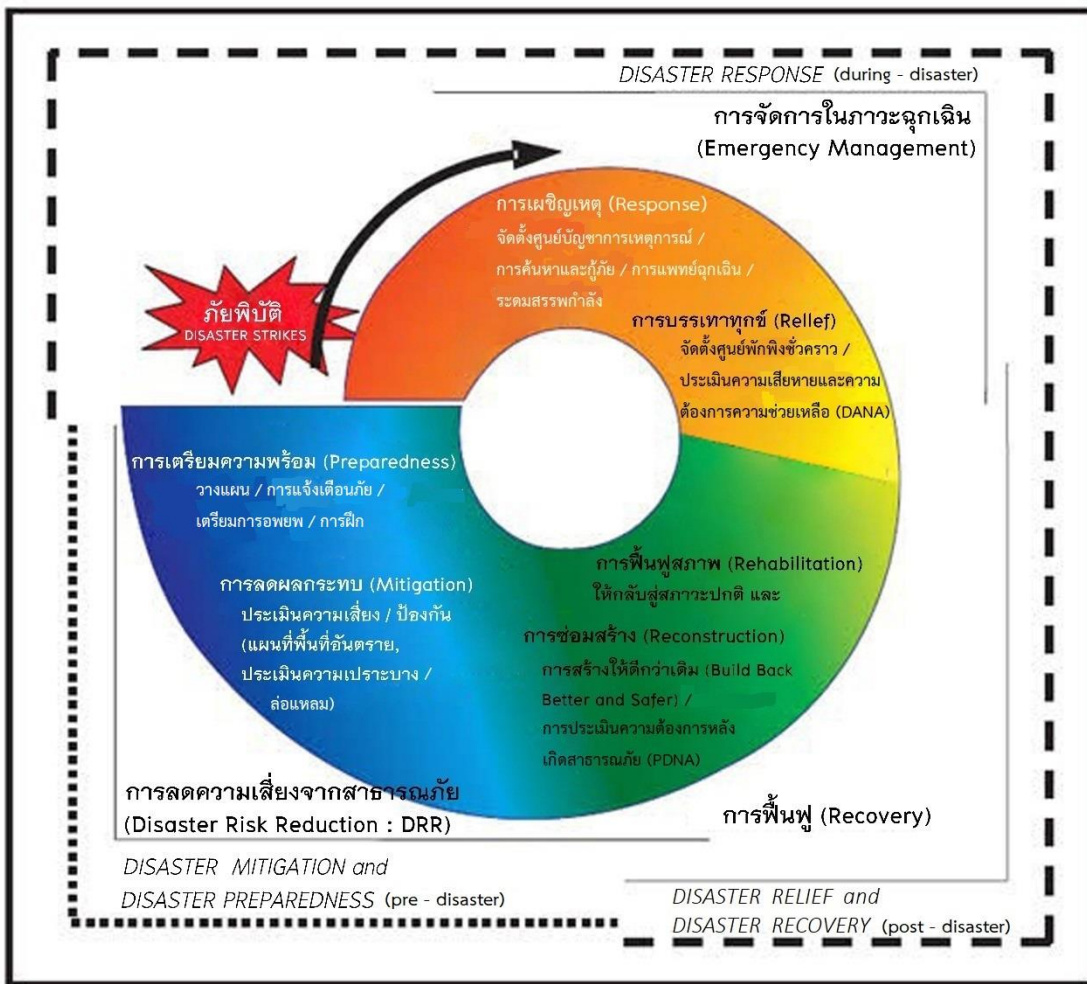 DISASTER RESPONSE (during - disaster)
การจัดการในภาวะฉุกเฉิน
(Emergency Management)
การเผชิญเหตุ (Response)
จัดตั้งศูนย์บัญชาการเหตุการณ์ /
การค้นหาและกู้ภัย / การแพทย์ฉุกเฉิน /
ระดมสรรพกำลัง
ภัยพิบัติ
DISASTER STRIKES
การบรรเทาทุกข์ (Rellef)
จัดตั้งศูนย์พักพิงชั่วคราว /
ประเมินความเสียหายและความ
ต้องการความช่วยเหลือ (DANA)
การเตรียมความพร้อม (Preparedness)
วางแผน / การแจ้งเตือนภัย /
เตรียมการอพยพ / การฝึก
การลดผลกระทบ (Mitigation)
ประเมินความเสี่ยง / ป้องกัน
(แผนที่พื้นที่อันตราย,
ประเมินความเปราะบาง /
ล่อแหลม)
การฟื้นฟูสภาพ (Rehabilitation)
ให้กลับสู่สภาวะปกติ และ
การซ่อมสร้าง (Reconstruction)
การสร้างให้ดีกว่าเดิม (Build Back
Better and Safer) /
การประเมินความต้องการหลัง
เกิดสาธารณภัย (PDNA)
การลดความเสี่ยงจากสาธารณภัย
(Disaster Risk Reduction : DRR)
การฟื้นฟู (Recovery)
DISASTER MITIGATION and
DISASTER PREPAREDNESS (pre - disaster)
DISASTER RELIEF and
DISASTER RECOVERY (post - disaster)